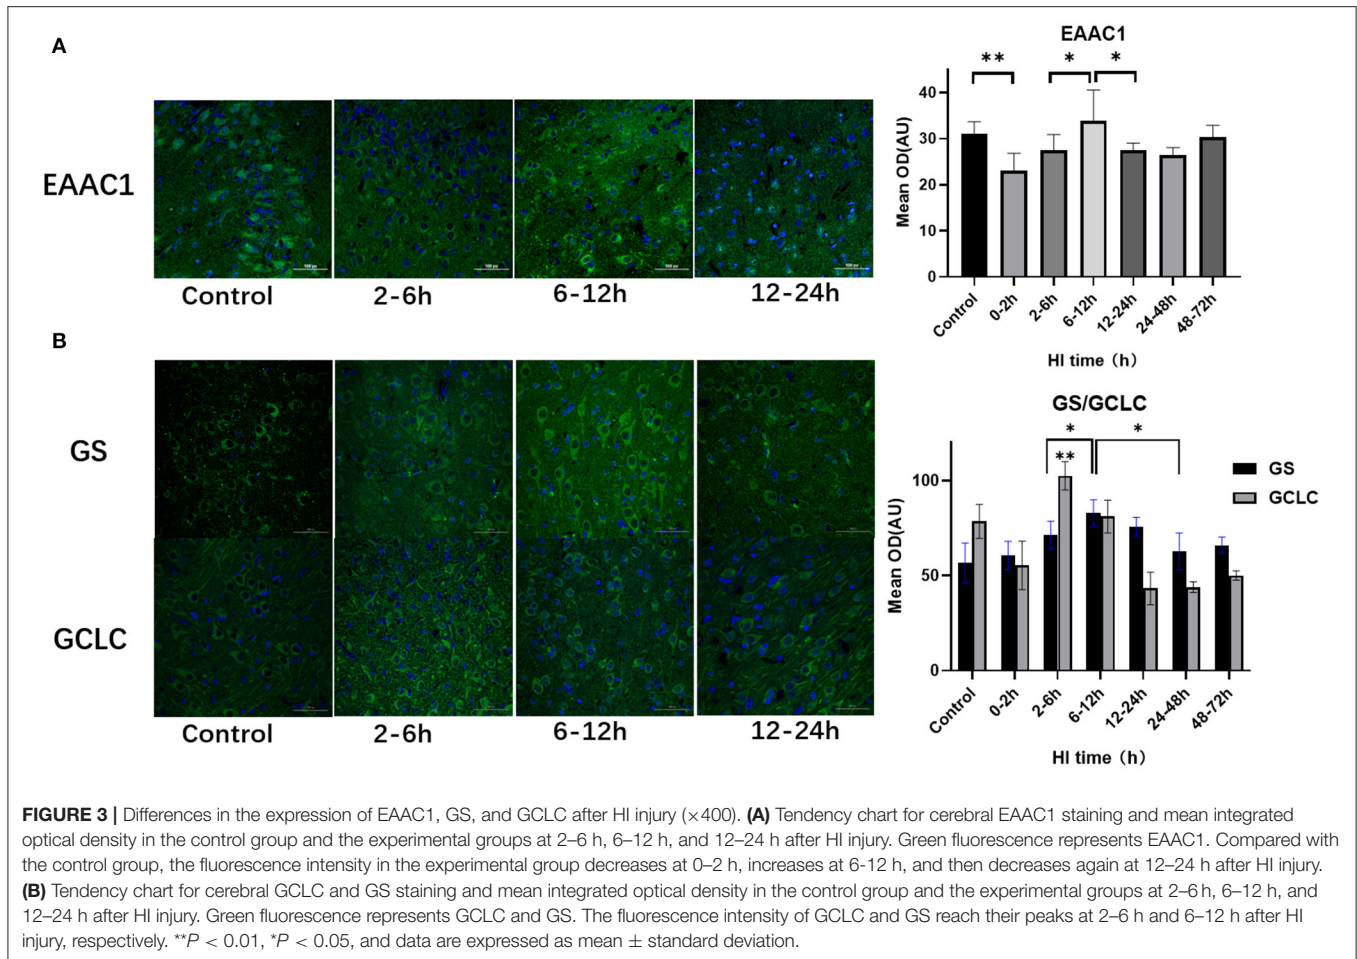 A
EAAC1
Control
2-6h
6-12h
12-24h
EAAC1
**
*
*
Mean OD(AU)
40
30
20
10
0
Control
0-2h
2-6h
6-12h
12-24h
24-48h
48-72h
HI time（h）
B
GS
GCLC
Control
2-6h
6-12h
12-24h
GS/GCLC
*
*
**
GS
GCLC
Mean OD(AU)
100
50
0
Control
0-2h
2-6h
6-12h
12-24h
24-48h
48-72h
HI time（h）
FIGURE 3 | Differences in the expression of EAAC1, GS, and GCLC after HI injury (×400). (A) Tendency chart for cerebral EAAC1 staining and mean integrated
optical density in the control group and the experimental groups at 2–6 h, 6–12 h, and 12–24 h after HI injury. Green fluorescence represents EAAC1. Compared with
the control group, the fluorescence intensity in the experimental group decreases at 0–2 h, increases at 6-12 h, and then decreases again at 12–24 h after HI injury.
(B) Tendency chart for cerebral GCLC and GS staining and mean integrated optical density in the control group and the experimental groups at 2–6 h, 6–12 h, and
12–24 h after HI injury. Green fluorescence represents GCLC and GS. The fluorescence intensity of GCLC and GS reach their peaks at 2–6 h and 6–12 h after HI
injury, respectively. **P < 0.01, *P < 0.05, and data are expressed as mean ± standard deviation.